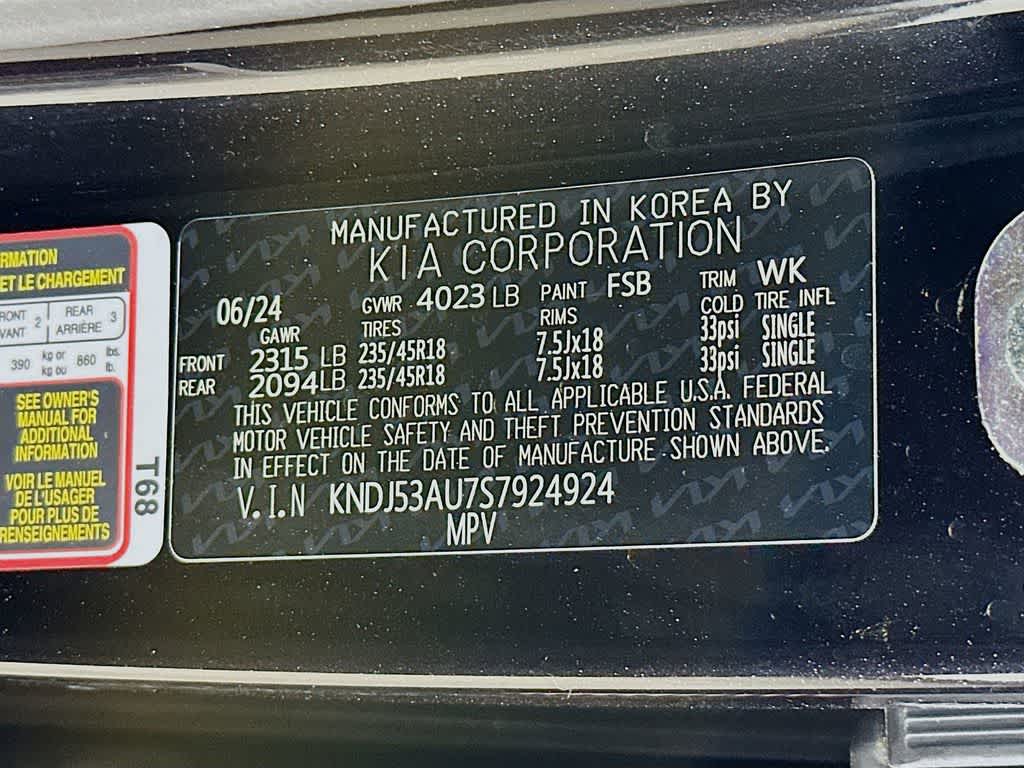 RMATION
ET LE CHARGEMENT
RONT 2 REAR 3
VANT ARRIÈRE
390 kg or 860 lbs.
kg ou lb.
SEE OWNER'S
MANUAL FOR
ADDITIONAL
INFORMATION
VOIR LE MANUEL
DE L'USAGER
POUR PLUS DE
RENSEIGNEMENTS
T68
MANUFACTURED IN KOREA BY
KIA CORPORATION
06/24 GVWR 4023 LB PAINT FSB TRIM WK
GAWR TIRES RIMS COLD TIRE INFL
FRONT 2315 LB 235/45R18 7.5Jx18 33psi SINGLE
REAR 2094 LB 235/45R18 7.5Jx18 33psi SINGLE
THIS VEHICLE CONFORMS TO ALL APPLICABLE U.S.A. FEDERAL
MOTOR VEHICLE SAFETY AND THEFT PREVENTION STANDARDS
IN EFFECT ON THE DATE OF MANUFACTURE SHOWN ABOVE.
V.I.N KNDJ53AU7S7924924
MPV